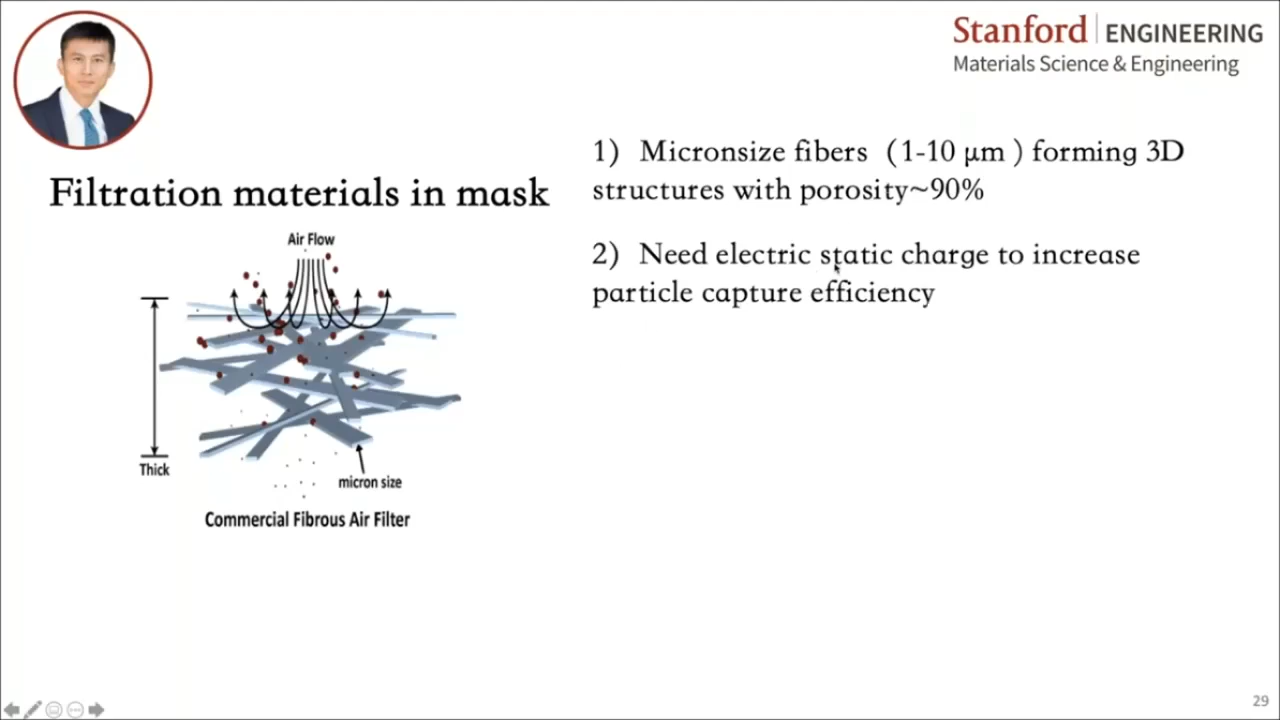 Stanford ENGINEERING
Materials Science & Engineering
Filtration materials in mask
Air Flow
Thick
micron size
Commercial Fibrous Air Filter
1) Micronsize fibers (1-10 μm ) forming 3D
structures with porosity~90%
2) Need electric static charge to increase
particle capture efficiency
29